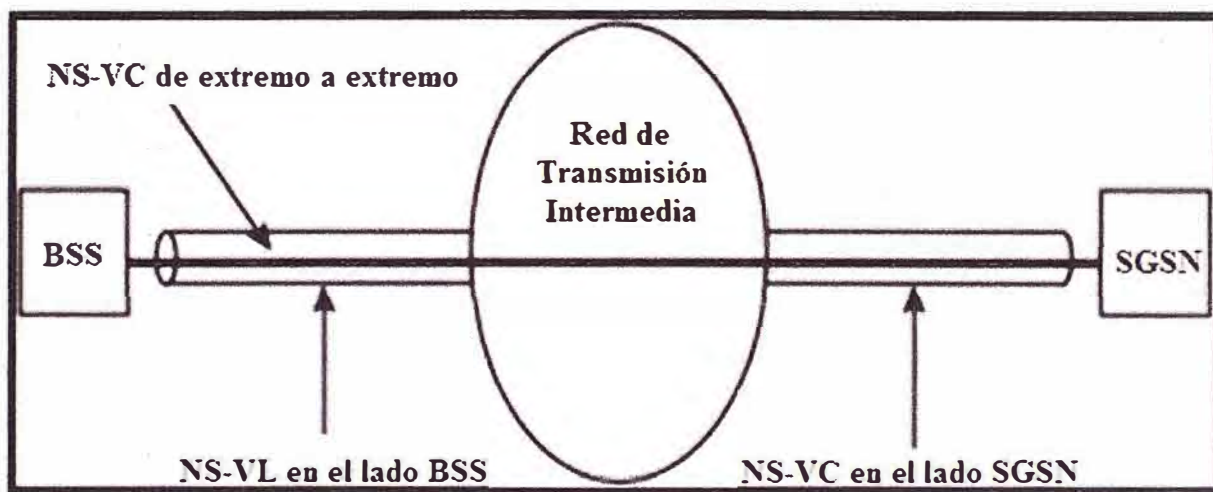 NS-VC de extremo a extremo
Red de
Transmisión
Intermedia
BSS
SGSN
NS-VL en el lado BSS
NS-VC en el lado SGSN